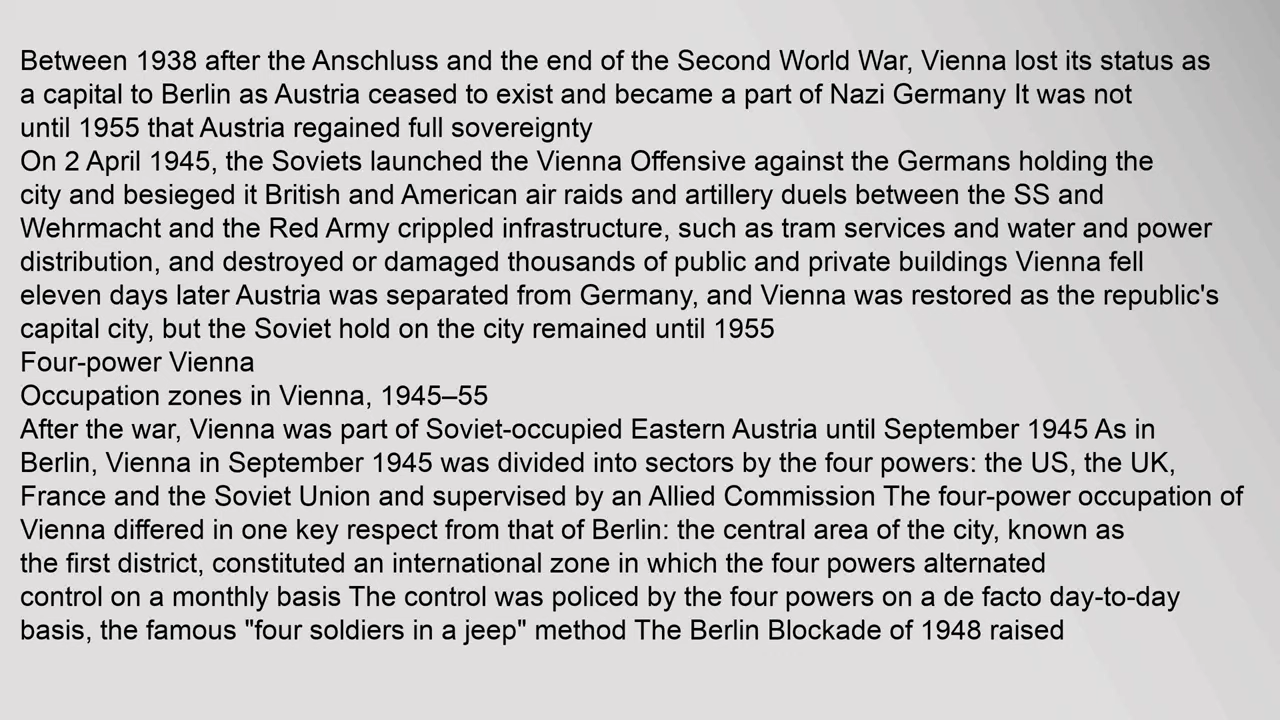 Between 1938 after the Anschluss and the end of the Second World War, Vienna lost its status as
a capital to Berlin as Austria ceased to exist and became a part of Nazi Germany It was not
until 1955 that Austria regained full sovereignty
On 2 April 1945, the Soviets launched the Vienna Offensive against the Germans holding the
city and besieged it British and American air raids and artillery duels between the SS and
Wehrmacht and the Red Army crippled infrastructure, such as tram services and water and power
distribution, and destroyed or damaged thousands of public and private buildings Vienna fell
eleven days later Austria was separated from Germany, and Vienna was restored as the republic's
capital city, but the Soviet hold on the city remained until 1955
Four-power Vienna
Occupation zones in Vienna, 1945–55
After the war, Vienna was part of Soviet-occupied Eastern Austria until September 1945 As in
Berlin, Vienna in September 1945 was divided into sectors by the four powers: the US, the UK,
France and the Soviet Union and supervised by an Allied Commission The four-power occupation of
Vienna differed in one key respect from that of Berlin: the central area of the city, known as
the first district, constituted an international zone in which the four powers alternated
control on a monthly basis The control was policed by the four powers on a de facto day-to-day
basis, the famous "four soldiers in a jeep" method The Berlin Blockade of 1948 raised